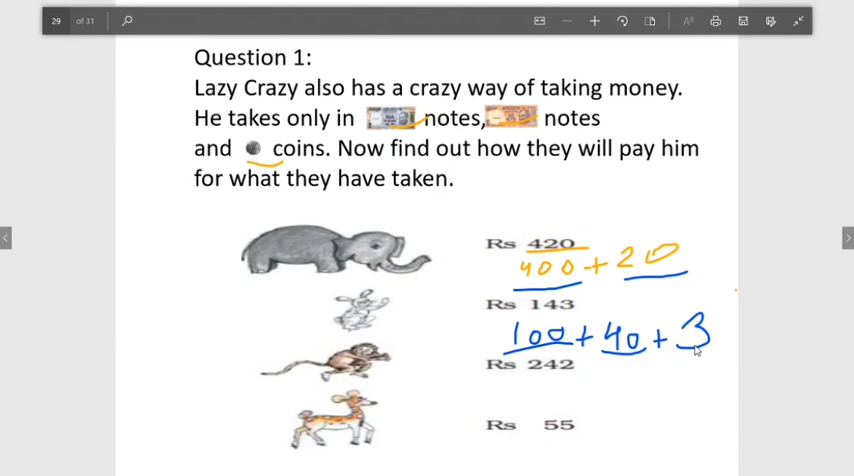 29 of 31
Question 1:
Lazy Crazy also has a crazy way of taking money.
He takes only in notes, notes
and coins. Now find out how they will pay him
for what they have taken.
Rs 420
400 + 20
Rs 143
100 + 40 + 3
Rs 242
Rs 55